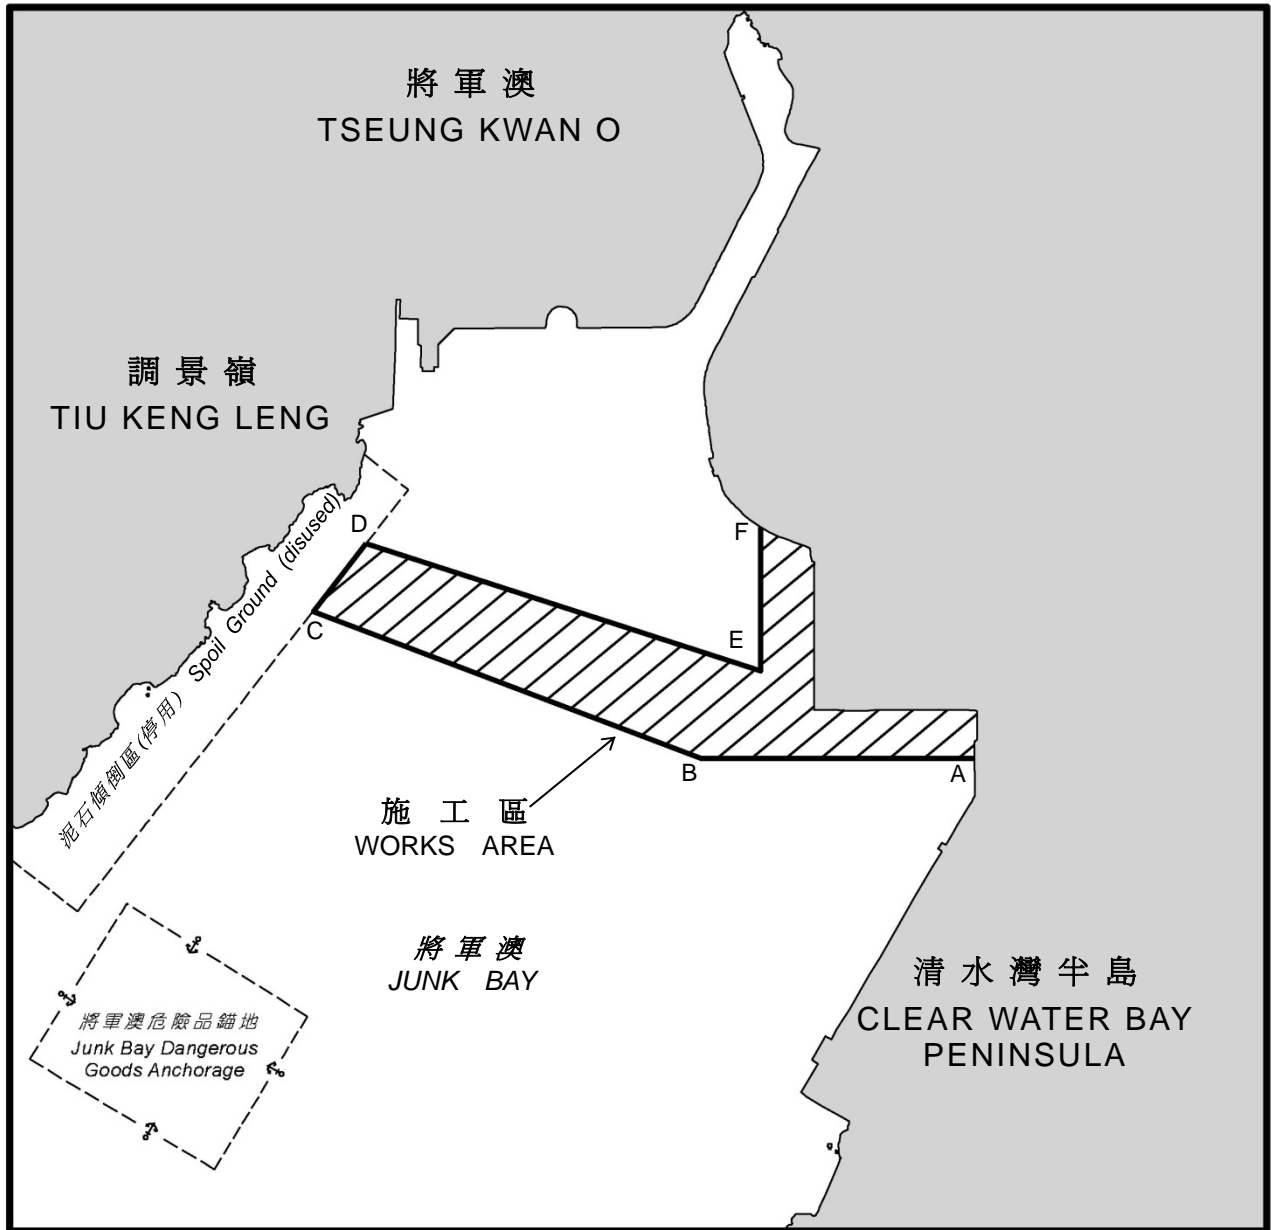 將軍澳
TSEUNG KWAN O
調景嶺
TIU KENG LENG
泥石傾倒區(停用) Spoil Ground (disused)
D
F
C
E
B
A
施工區
WORKS AREA
將軍澳
JUNK BAY
清水灣半島
CLEAR WATER BAY
PENINSULA
將軍澳危險品錨地
Junk Bay Dangerous
Goods Anchorage